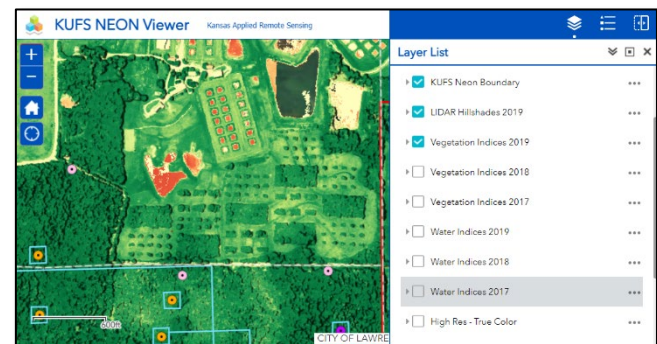 KUFS NEON Viewer
Kansas Applied Remote Sensing
Layer List
KUFS Neon Boundary
LIDAR Hillshades 2019
Vegetation Indices 2019
Vegetation Indices 2018
Vegetation Indices 2017
Water Indices 2019
Water Indices 2018
Water Indices 2017
High Res - True Color
600ft
CITY OF LAWRE